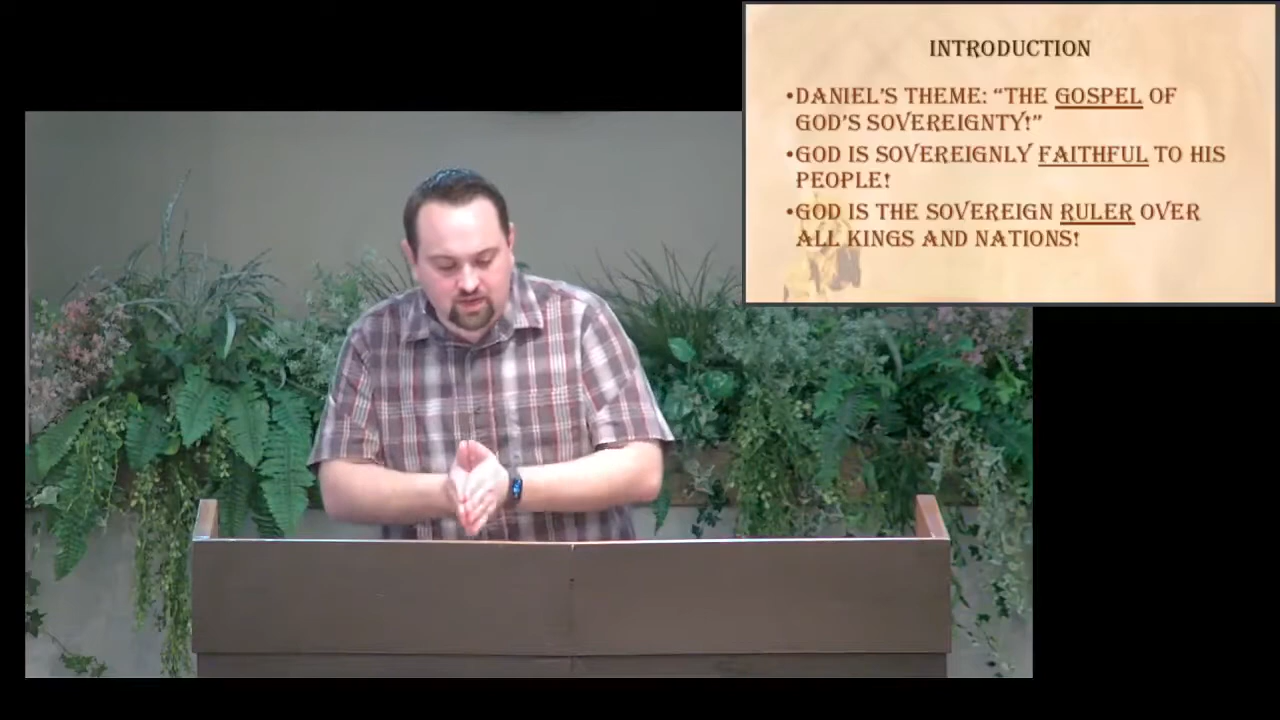 INTRODUCTION
•DANIEL'S THEME: “THE GOSPEL OF
GOD'S SOVEREIGNTY!”
•GOD IS SOVEREIGNLY FAITHFUL TO HIS
PEOPLE!
•GOD IS THE SOVEREIGN RULER OVER
ALL KINGS AND NATIONS!